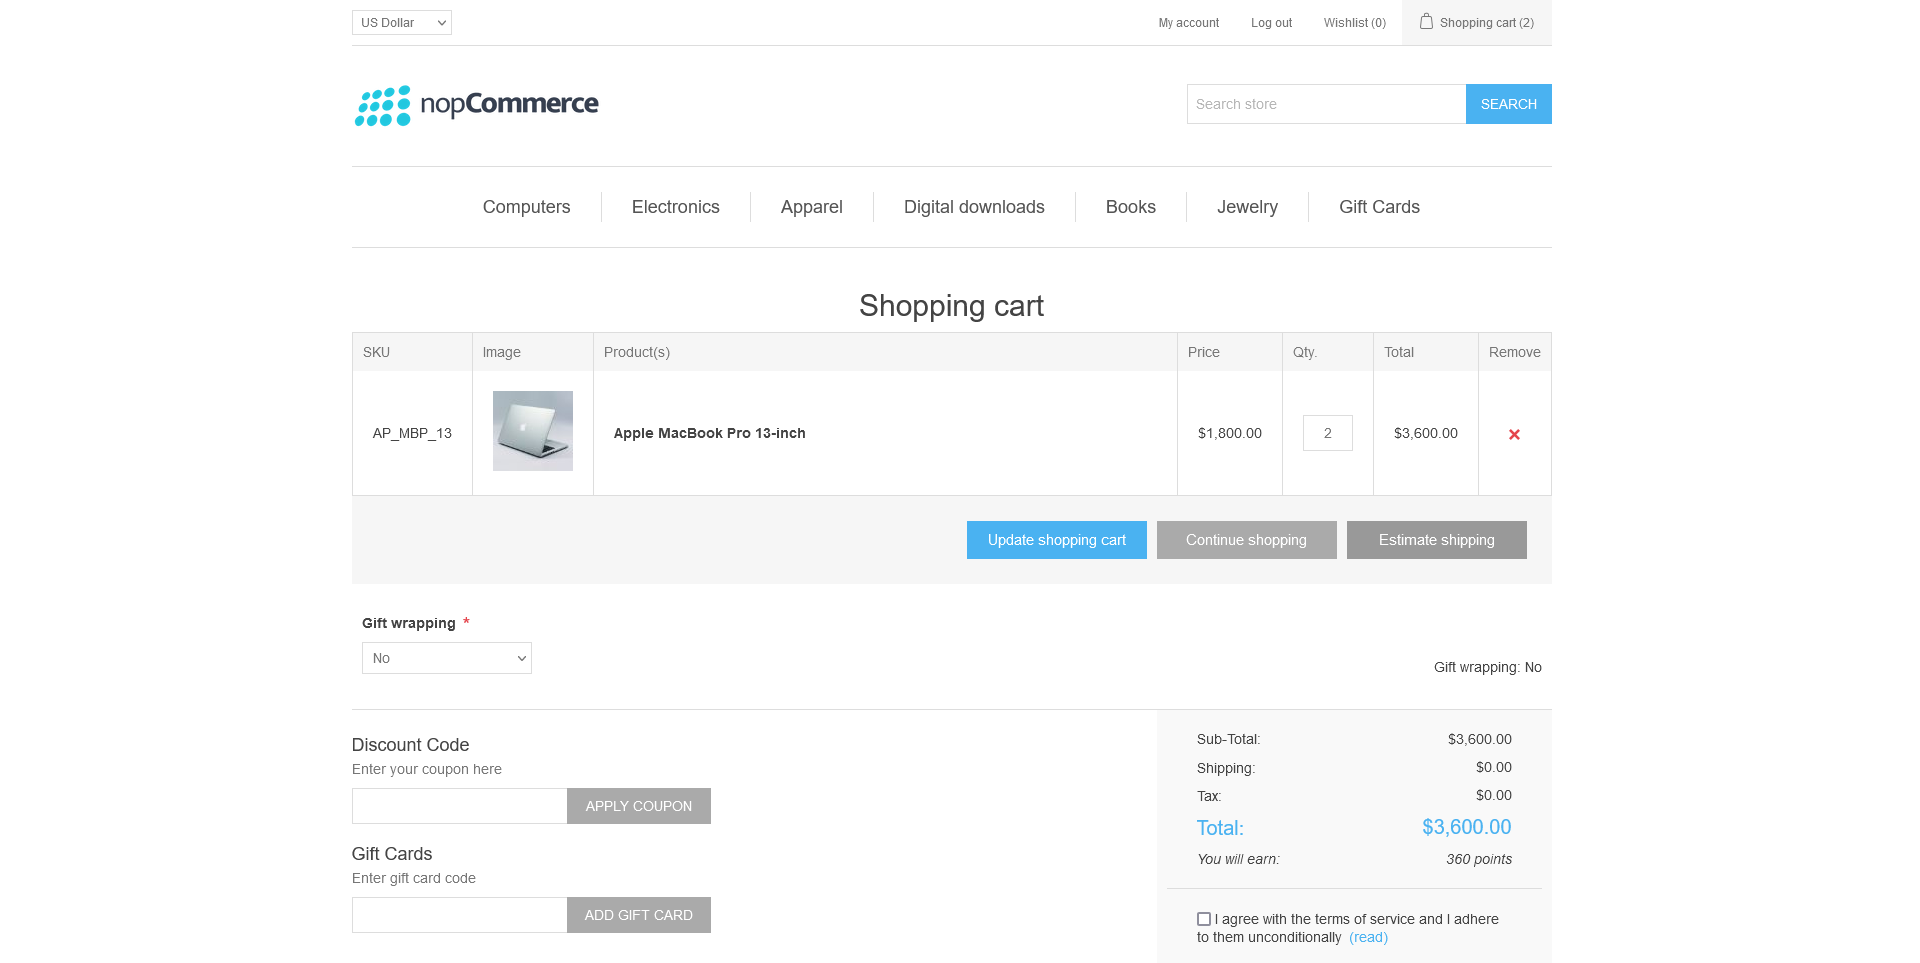 US Dollar
My account
Log out
Wishlist (0)
Shopping cart (2)
nopCommerce
Search store
SEARCH
Computers
Electronics
Apparel
Digital downloads
Books
Jewelry
Gift Cards
Shopping cart
SKU
Image
Product(s)
Price
Qty.
Total
Remove
AP_MBP_13
Apple MacBook Pro 13-inch
$1,800.00
2
$3,600.00
Update shopping cart
Continue shopping
Estimate shipping
Gift wrapping *
No
Gift wrapping: No
Discount Code
Enter your coupon here
APPLY COUPON
Gift Cards
Enter gift card code
ADD GIFT CARD
Sub-Total: $3,600.00
Shipping: $0.00
Tax: $0.00
Total: $3,600.00
You will earn: 360 points
I agree with the terms of service and I adhere
to them unconditionally (read)